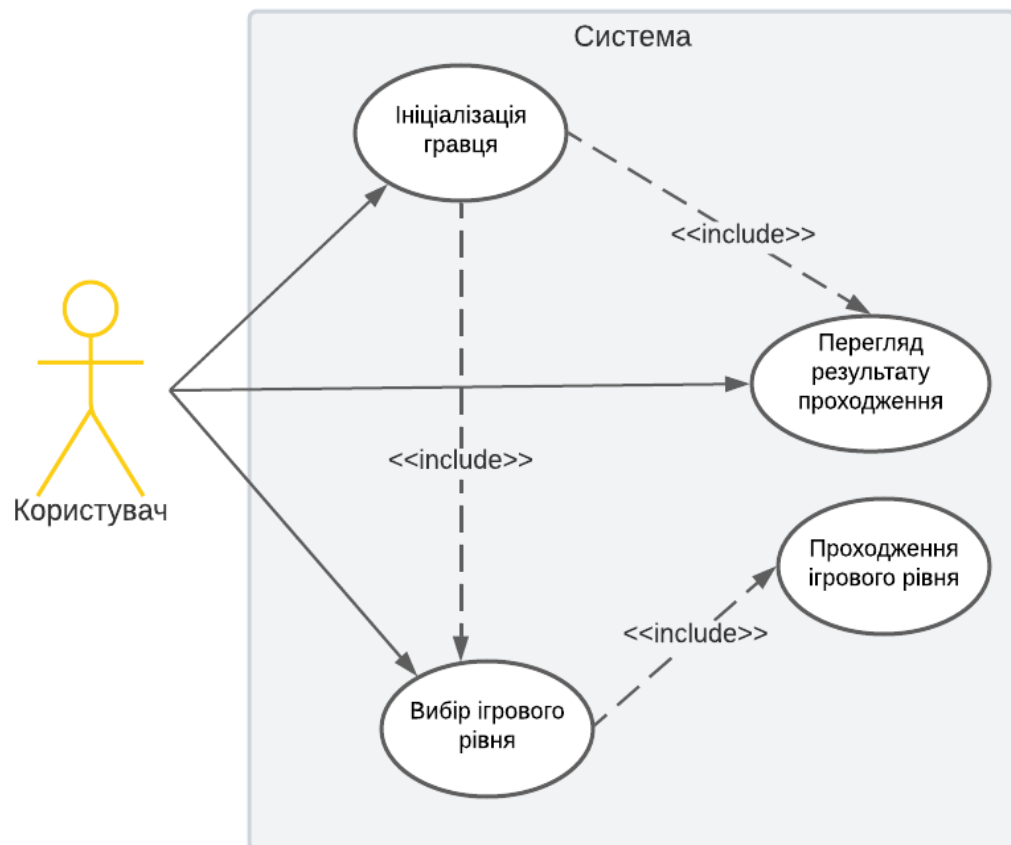 Система
Ініціалізація
гравця
<<include>>
Перегляд
результату
проходження
<<include>>
Користувач
Проходження
ігрового рівня
<<include>>
Вибір ігрового
рівня